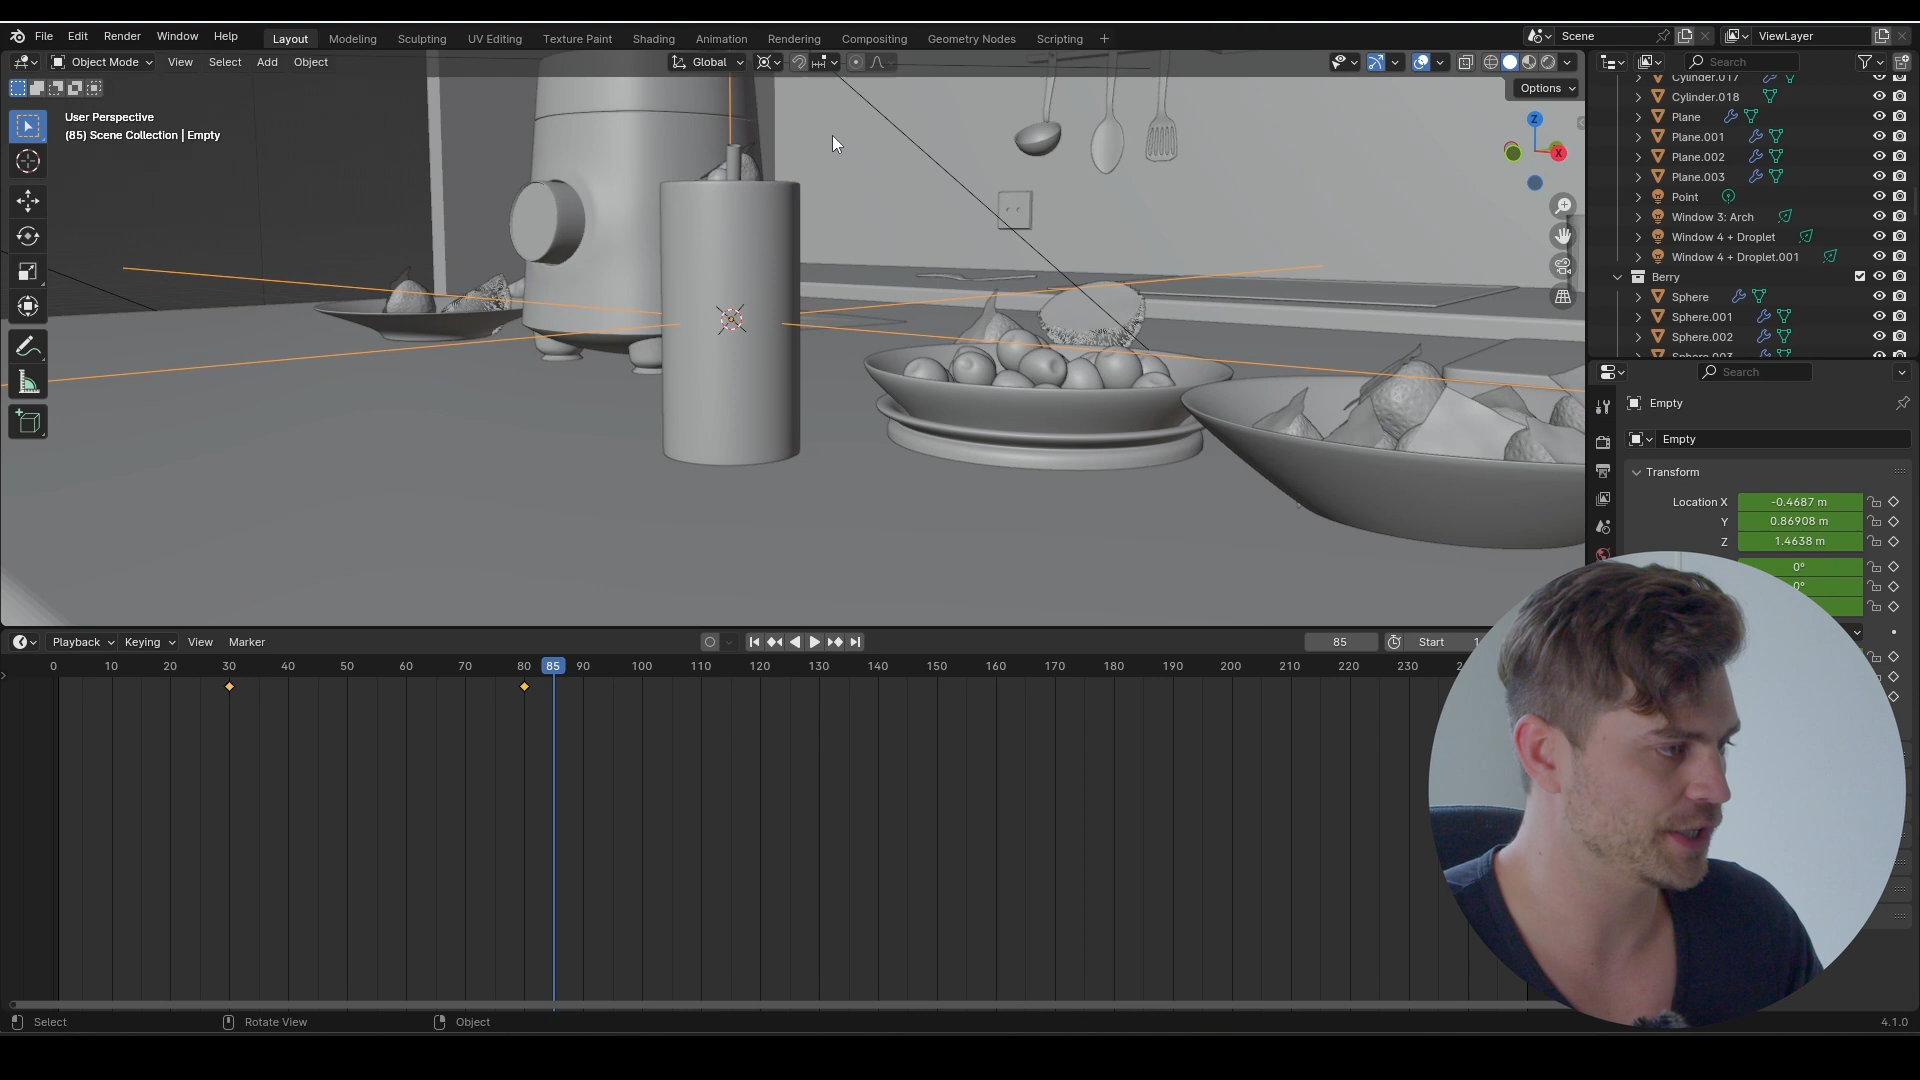 File Edit Render Window Help
Layout Modeling Sculpting UV Editing Texture Paint Shading Animation Rendering Compositing Geometry Nodes Scripting +
Scene
ViewLayer
Object Mode View Select Add Object
Global
Options
Search
User Perspective
(85) Scene Collection | Empty
Z
X
Cylinder.017
Cylinder.018
Plane
Plane.001
Plane.002
Plane.003
Point
Window 3: Arch
Window 4 + Droplet
Window 4 + Droplet.001
Berry
Sphere
Sphere.001
Sphere.002
Sphere.003
Search
Empty
Empty
Transform
Location X -0.4687 m
Y 0.86908 m
Z 1.4638 m
0°
0°
Playback Keying View Marker
85 Start
0 10 20 30 40 50 60 70 80 85 90 100 110 120 130 140 150 160 170 180 190 200 210 220 230
Select Rotate View Object
4.1.0